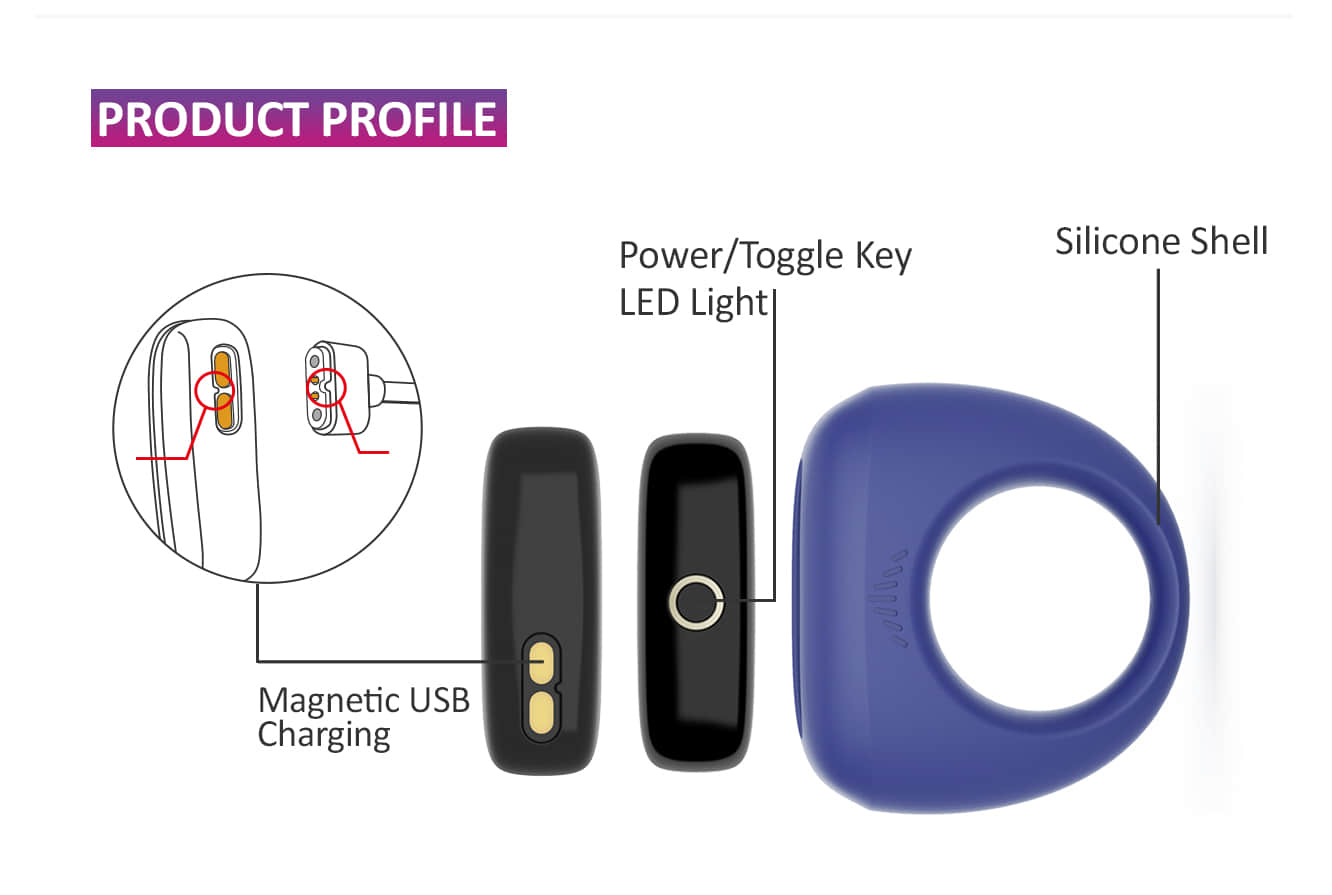 PRODUCT PROFILE
Power/Toggle Key
LED Light
Silicone Shell
Magnetic USB
Charging